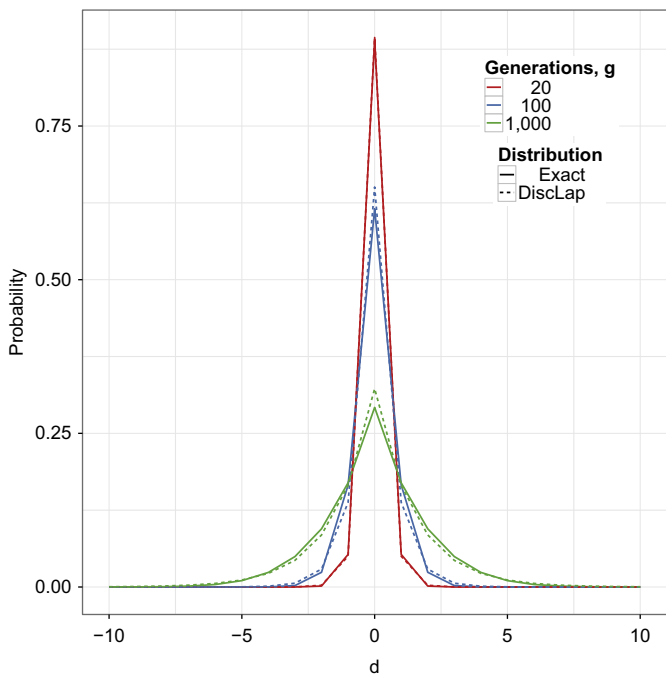 Generations, g
20
100
1,000
Distribution
Exact
DiscLap
Probability
0.75
0.50
0.25
0.00
−10
−5
0
5
10
d